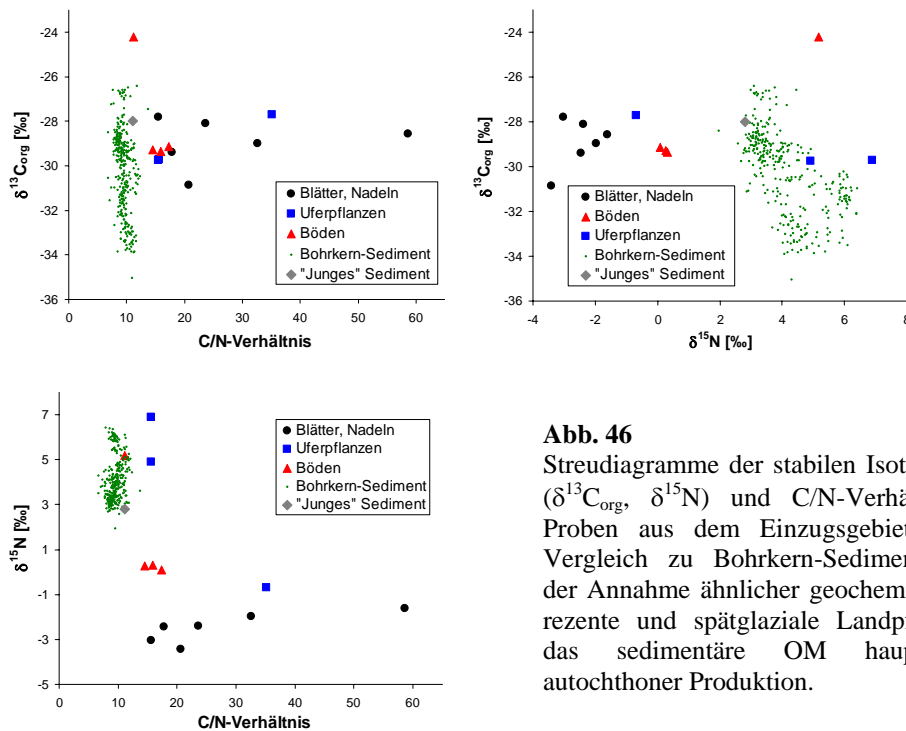 -24
-26
-28
-30
-32
-34
-36
δ¹³Corg [‰]
0 10 20 30 40 50 60
C/N-Verhältnis
Blätter, Nadeln
Uferpflanzen
Böden
Bohrkern-Sediment
"Junges" Sediment
-24
-26
-28
-30
-32
-34
-36
δ¹³Corg [‰]
-4 -2 0 2 4 6 8
δ¹⁵N [‰]
Blätter, Nadeln
Böden
Uferpflanzen
Bohrkern-Sediment
"Junges" Sediment
7
5
3
1
-1
-3
-5
δ¹⁵N [‰]
0 10 20 30 40 50 60
C/N-Verhältnis
Blätter, Nadeln
Uferpflanzen
Böden
Bohrkern-Sediment
"Junges" Sediment
Abb. 46
Streudiagramme der stabilen Isot
(δ¹³Corg, δ¹⁵N) und C/N-Verhä
Proben aus dem Einzugsgebiet
Vergleich zu Bohrkern-Sedimen
der Annahme ähnlicher geochem
rezente und spätglaziale Landp
das sedimentäre OM haup
autochthoner Produktion.